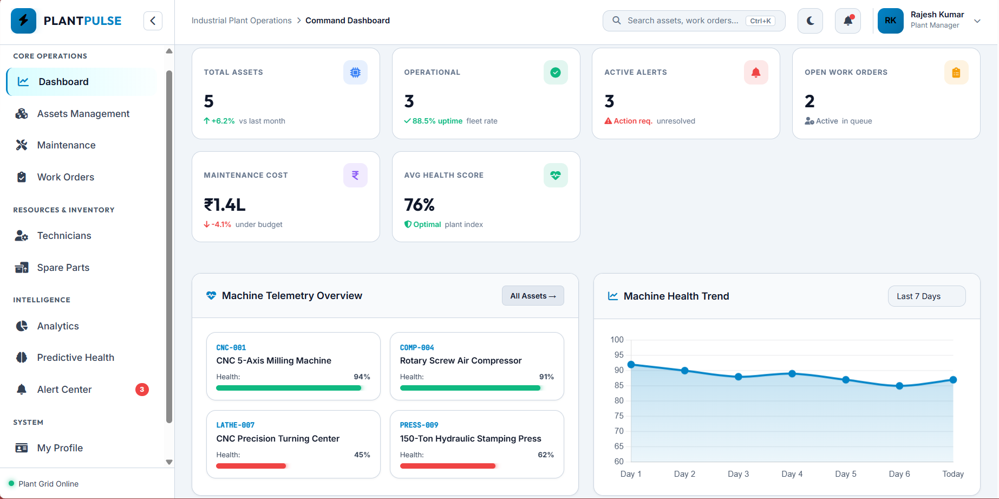 PLANTPULSE
Industrial Plant Operations > Command Dashboard
Search assets, work orders... Ctrl+K
RK
Rajesh Kumar
Plant Manager
CORE OPERATIONS
Dashboard
Assets Management
Maintenance
Work Orders
RESOURCES & INVENTORY
Technicians
Spare Parts
INTELLIGENCE
Analytics
Predictive Health
Alert Center 3
SYSTEM
My Profile
Plant Grid Online
TOTAL ASSETS
5
+6.2% vs last month
OPERATIONAL
3
88.5% uptime fleet rate
ACTIVE ALERTS
3
Action req. unresolved
OPEN WORK ORDERS
2
Active in queue
MAINTENANCE COST
₹
₹1.4L
-4.1% under budget
AVG HEALTH SCORE
76%
Optimal plant index
Machine Telemetry Overview
All Assets →
CNC-001
CNC 5-Axis Milling Machine
Health: 94%
COMP-004
Rotary Screw Air Compressor
Health: 91%
LATHE-007
CNC Precision Turning Center
Health: 45%
PRESS-009
150-Ton Hydraulic Stamping Press
Health: 62%
Machine Health Trend
Last 7 Days
100
95
90
85
80
75
70
65
60
Day 1 Day 2 Day 3 Day 4 Day 5 Day 6 Today